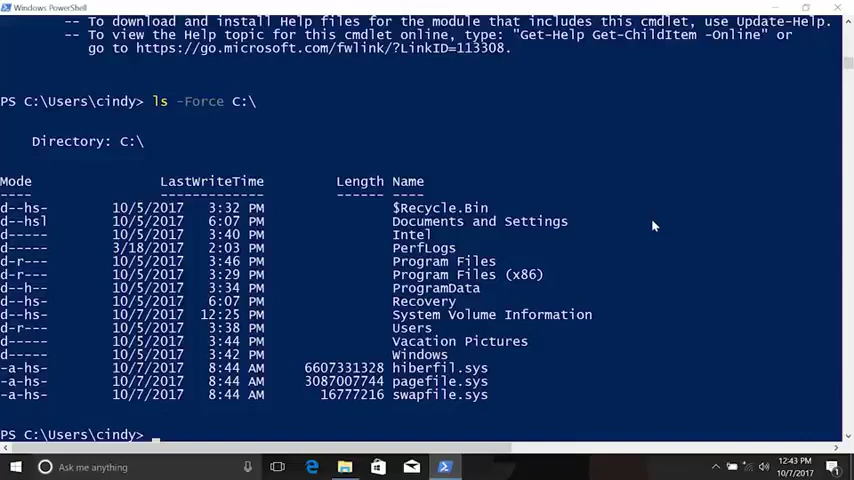 Windows PowerShell
-- To download and install Help files for the module that includes this cmdlet, use Update-Help.
-- To view the Help topic for this cmdlet online, type: "Get-Help Get-ChildItem -Online" or
go to https://go.microsoft.com/fwlink/?LinkID=113308.
PS C:\Users\cindy> ls -Force C:\
Directory: C:\
Mode LastWriteTime Length Name
---- ------------- ------ ----
d--hs- 10/5/2017 3:32 PM $Recycle.Bin
d--hsl 10/5/2017 6:07 PM Documents and Settings
d----- 10/5/2017 3:40 PM Intel
d----- 3/18/2017 2:03 PM PerfLogs
d-r--- 10/5/2017 3:46 PM Program Files
d-r--- 10/5/2017 3:29 PM Program Files (x86)
d--h-- 10/5/2017 3:34 PM ProgramData
d--hs- 10/5/2017 6:07 PM Recovery
d--hs- 10/7/2017 12:25 PM System Volume Information
d-r--- 10/5/2017 3:38 PM Users
d----- 10/5/2017 3:44 PM Vacation Pictures
d----- 10/5/2017 3:42 PM Windows
-a-hs- 10/7/2017 8:44 AM 6607331328 hiberfil.sys
-a-hs- 10/7/2017 8:44 AM 3087007744 pagefile.sys
-a-hs- 10/7/2017 8:44 AM 16777216 swapfile.sys
PS C:\Users\cindy> _
Ask me anything
12:43 PM
10/7/2017
1